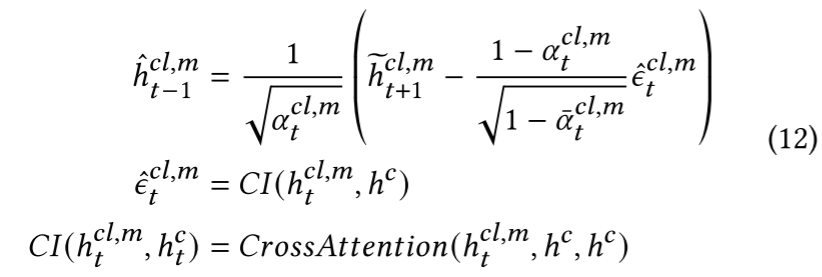 \hat{h}_{t-1}^{cl,m} = \frac{1}{\sqrt{\alpha_t^{cl,m}}} \left( \widetilde{h}_{t+1}^{cl,m} - \frac{1 - \alpha_t^{cl,m}}{\sqrt{1 - \bar{\alpha}_t^{cl,m}}} \hat{\epsilon}_t^{cl,m} \right)
(12)
\hat{\epsilon}_t^{cl,m} = CI(h_t^{cl,m}, h^c)
CI(h_t^{cl,m}, h_t^c) = CrossAttention(h_t^{cl,m}, h^c, h^c)